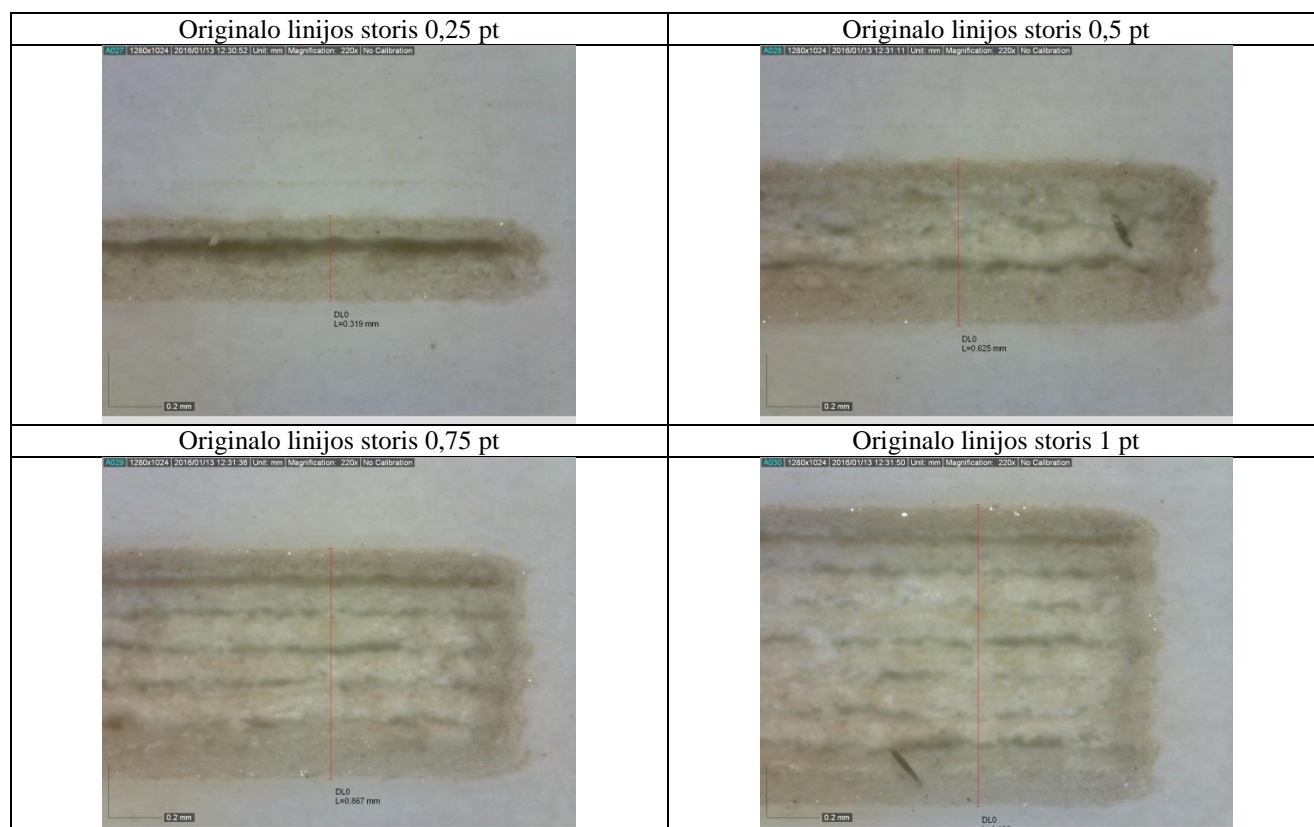 Originalo linijos storis 0,25 pt
Originalo linijos storis 0,5 pt
A027 1280x1024 2016/01/13 12:30:52 Unit: mm Magnification: 220x No Calibration
A028 1280x1024 2016/01/13 12:31:11 Unit: mm Magnification: 220x No Calibration
DL0
L=0.319 mm
DL0
L=0.625 mm
0.2 mm
0.2 mm
Originalo linijos storis 0,75 pt
Originalo linijos storis 1 pt
A029 1280x1024 2016/01/13 12:31:36 Unit: mm Magnification: 220x No Calibration
A030 1280x1024 2016/01/13 12:31:50 Unit: mm Magnification: 220x No Calibration
DL0
L=0.867 mm
DL0
0.2 mm
0.2 mm